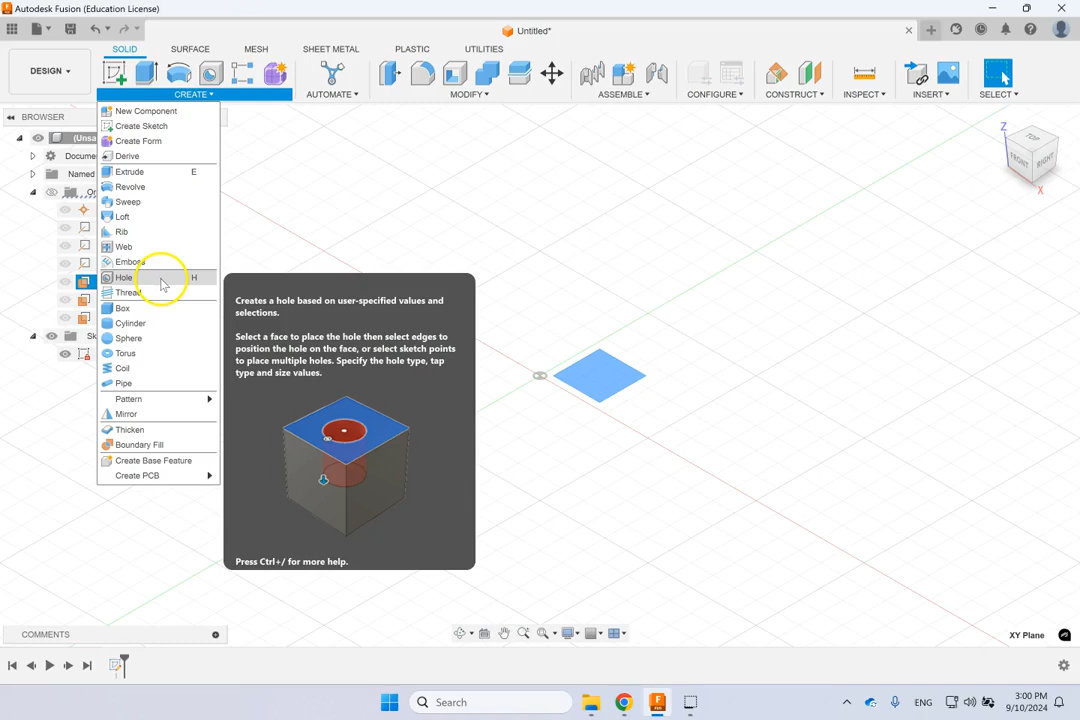 Autodesk Fusion (Education License)
Untitled*
DESIGN
SOLID
SURFACE
MESH
SHEET METAL
PLASTIC
UTILITIES
CREATE
AUTOMATE
MODIFY
ASSEMBLE
CONFIGURE
CONSTRUCT
INSPECT
INSERT
SELECT
BROWSER
(Unsa
Docume
Named
Or
Sk
New Component
Create Sketch
Create Form
Derive
Extrude E
Revolve
Sweep
Loft
Rib
Web
Emboss
Hole H
Thread
Box
Cylinder
Sphere
Torus
Coil
Pipe
Pattern
Mirror
Thicken
Boundary Fill
Create Base Feature
Create PCB
Creates a hole based on user-specified values and
selections.
Select a face to place the hole then select edges to
position the hole on the face, or select sketch points
to place multiple holes. Specify the hole type, tap
type and size values.
Press Ctrl+/ for more help.
Z
TOP
FRONT
RIGHT
X
COMMENTS
XY Plane
Search
ENG
3:00 PM
9/10/2024